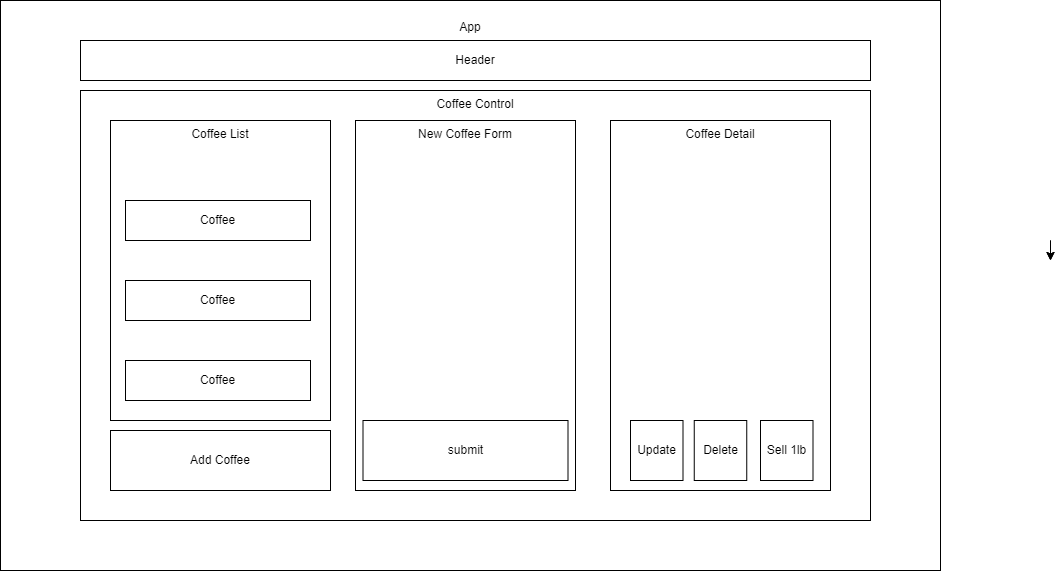 App
Header
Coffee Control
Coffee List
Coffee
Coffee
Coffee
Add Coffee
New Coffee Form
submit
Coffee Detail
Update
Delete
Sell 1lb